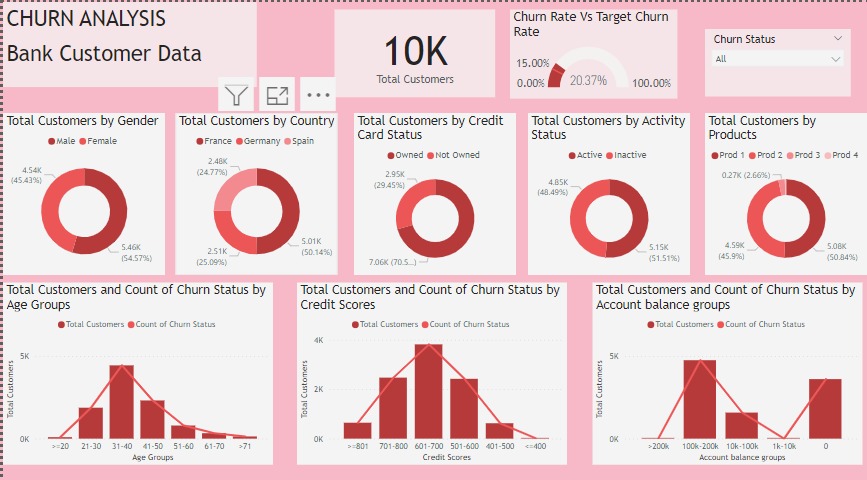 CHURN ANALYSIS
Bank Customer Data
10K
Total Customers
Churn Rate Vs Target Churn
Rate
15.00%
0.00%
20.37%
100.00%
Churn Status
All
Total Customers by Gender
Male Female
4.54K
(45.43%)
5.46K
(54.57%)
Total Customers by Country
France Germany Spain
2.48K
(24.77%)
2.51K
(25.09%)
5.01K
(50.14%)
Total Customers by Credit
Card Status
Owned Not Owned
2.95K
(29.45%)
7.06K (70.5...)
Total Customers by Activity
Status
Active Inactive
4.85K
(48.49%)
5.15K
(51.51%)
Total Customers by
Products
Prod 1 Prod 2 Prod 3 Prod 4
0.27K (2.66%)
4.59K
(45.9%)
5.08K
(50.84%)
Total Customers and Count of Churn Status by
Age Groups
Total Customers Count of Churn Status
Total Customers
5K
0K
>=20 21-30 31-40 41-50 51-60 61-70 >71
Age Groups
Total Customers and Count of Churn Status by
Credit Scores
Total Customers Count of Churn Status
Total Customers
4K
2K
0K
>=801 701-800 601-700 501-600 401-500 <=400
Credit Scores
Total Customers and Count of Churn Status by
Account balance groups
Total Customers Count of Churn Status
Total Customers
5K
0K
>200k 100k-200k 10k-100k 1k-10k 0
Account balance groups